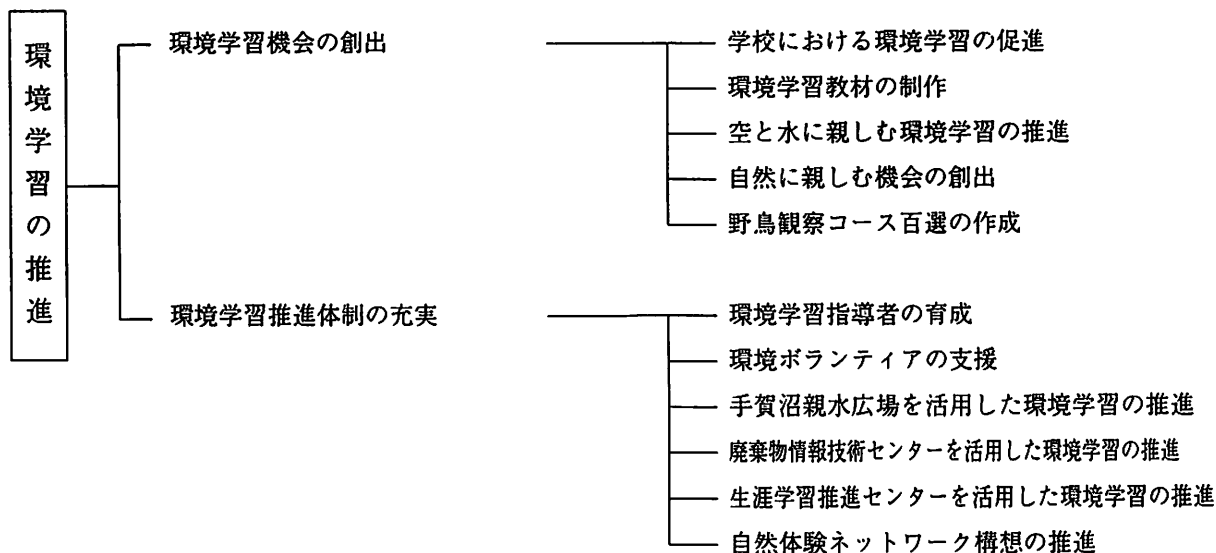 環境学習の推進
環境学習機会の創出
学校における環境学習の促進
環境学習教材の制作
空と水に親しむ環境学習の推進
自然に親しむ機会の創出
野鳥観察コース百選の作成
環境学習推進体制の充実
環境学習指導者の育成
環境ボランティアの支援
手賀沼親水広場を活用した環境学習の推進
廃棄物情報技術センターを活用した環境学習の推進
生涯学習推進センターを活用した環境学習の推進
自然体験ネットワーク構想の推進